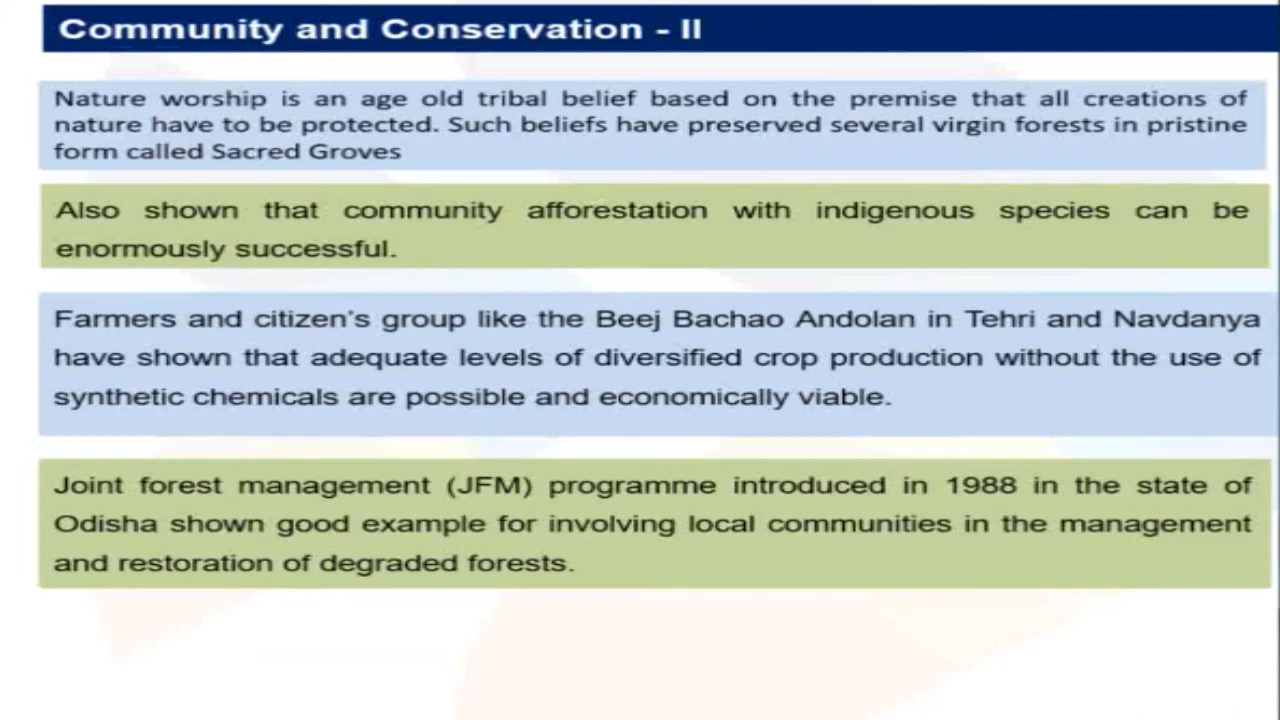 Community and Conservation - II
Nature worship is an age old tribal belief based on the premise that all creations of
nature have to be protected. Such beliefs have preserved several virgin forests in pristine
form called Sacred Groves
Also shown that community afforestation with indigenous species can be
enormously successful.
Farmers and citizen's group like the Beej Bachao Andolan in Tehri and Navdanya
have shown that adequate levels of diversified crop production without the use of
synthetic chemicals are possible and economically viable.
Joint forest management (JFM) programme introduced in 1988 in the state of
Odisha shown good example for involving local communities in the management
and restoration of degraded forests.